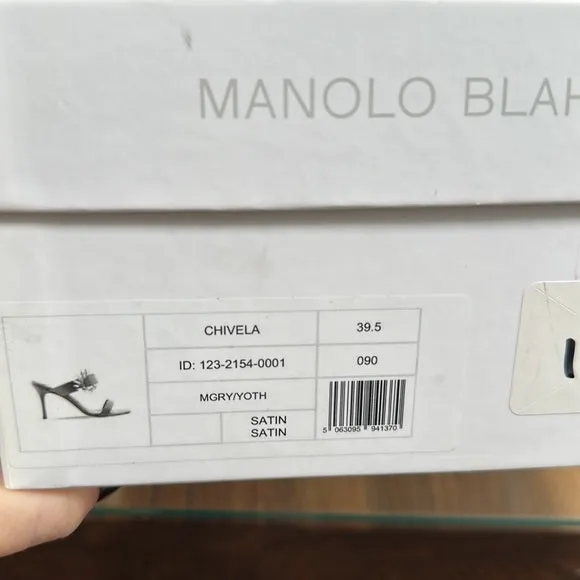 MANOLO BLAH
CHIVELA
39.5
ID: 123-2154-0001
090
MGRY/YOTH
SATIN
SATIN
5 063095 941370